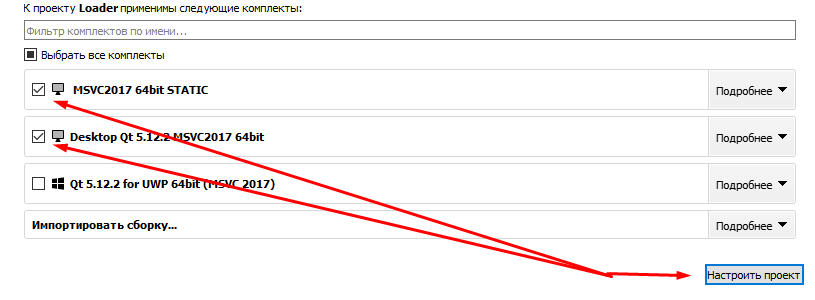 К проекту Loader применимы следующие комплекты:
Фильтр комплектов по имени...
Выбрать все комплекты
MSVC2017 64bit STATIC
Подробнее
Desktop Qt 5.12.2 MSVC2017 64bit
Подробнее
Qt 5.12.2 for UWP 64bit (MSVC 2017)
Подробнее
Импортировать сборку...
Подробнее
Настроить проект